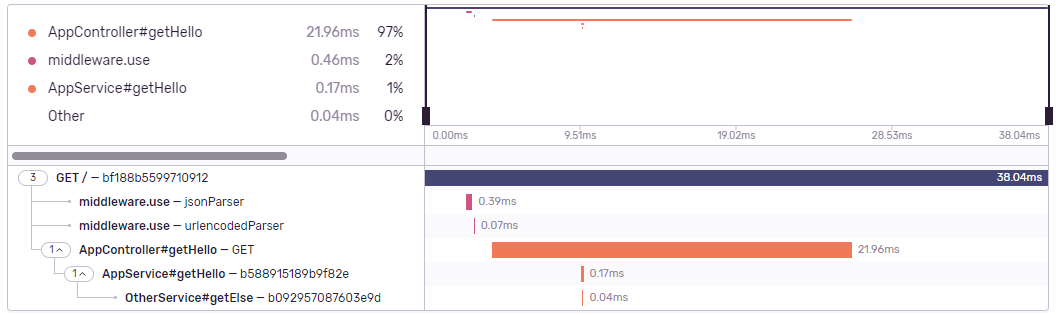 AppController#getHello 21.96ms 97%
middleware.use 0.46ms 2%
AppService#getHello 0.17ms 1%
Other 0.04ms 0%
0.00ms 9.51ms 19.02ms 28.53ms 38.04ms
3 GET / — bf188b5599710912 38.04ms
middleware.use — jsonParser 0.39ms
middleware.use — urlencodedParser 0.07ms
1 AppController#getHello — GET 21.96ms
1 AppService#getHello — b588915189b9f82e 0.17ms
OtherService#getElse — b092957087603e9d 0.04ms